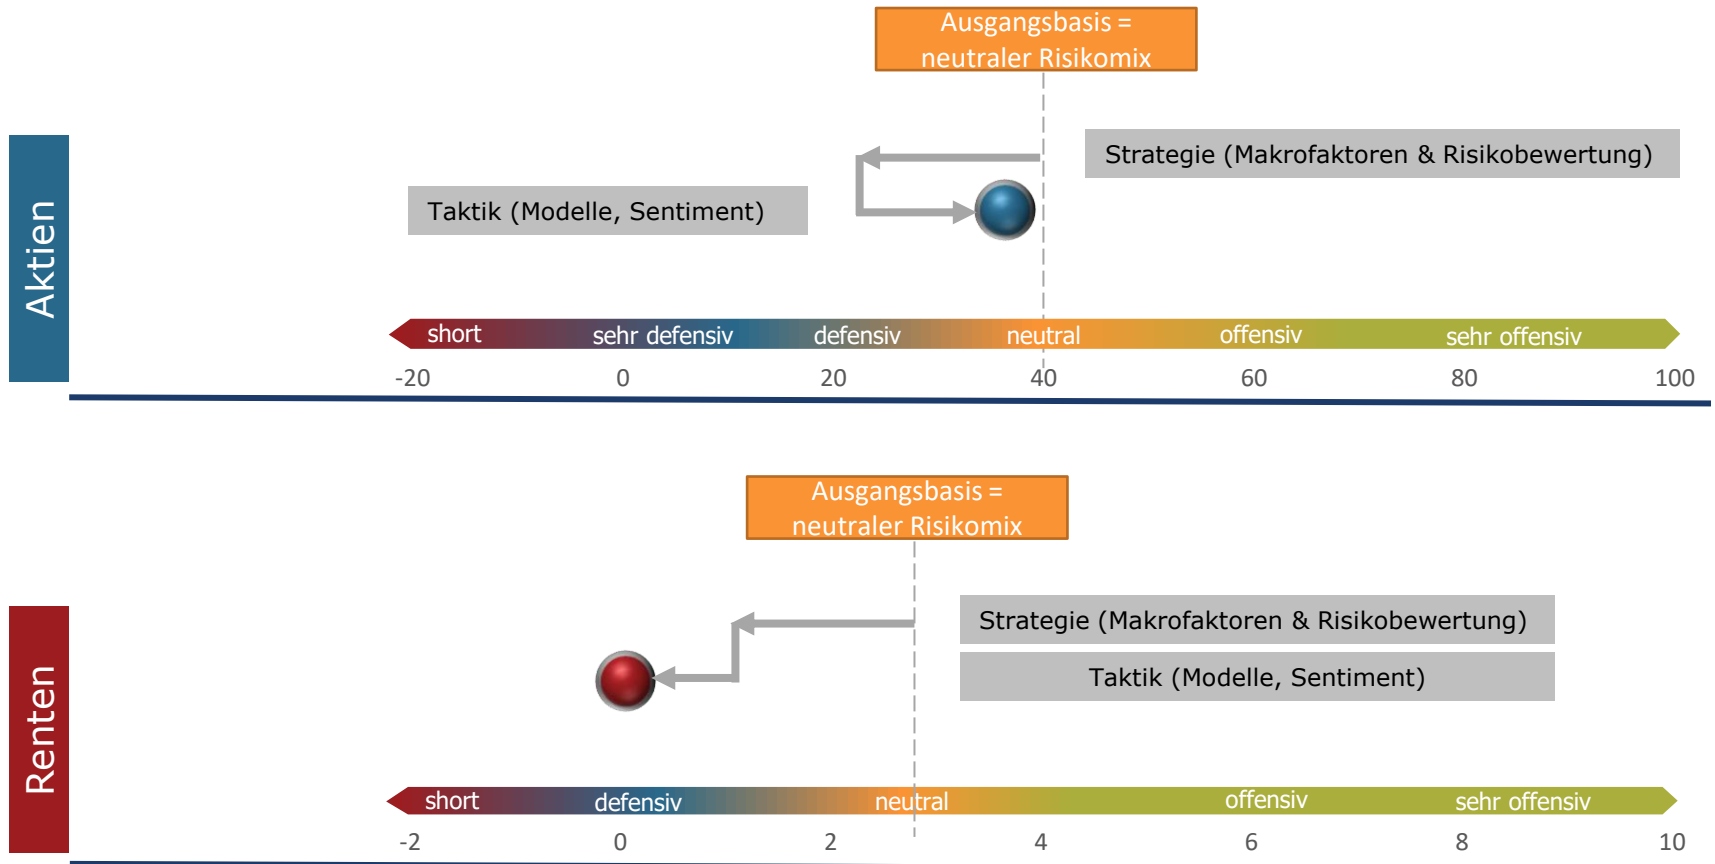 Ausgangsbasis =
neutraler Risikomix
Aktien
Strategie (Makrofaktoren & Risikobewertung)
Taktik (Modelle, Sentiment)
short sehr defensiv defensiv neutral offensiv sehr offensiv
-20 0 20 40 60 80 100
Ausgangsbasis =
neutraler Risikomix
Renten
Strategie (Makrofaktoren & Risikobewertung)
Taktik (Modelle, Sentiment)
short defensiv neutral offensiv sehr offensiv
-2 0 2 4 6 8 10